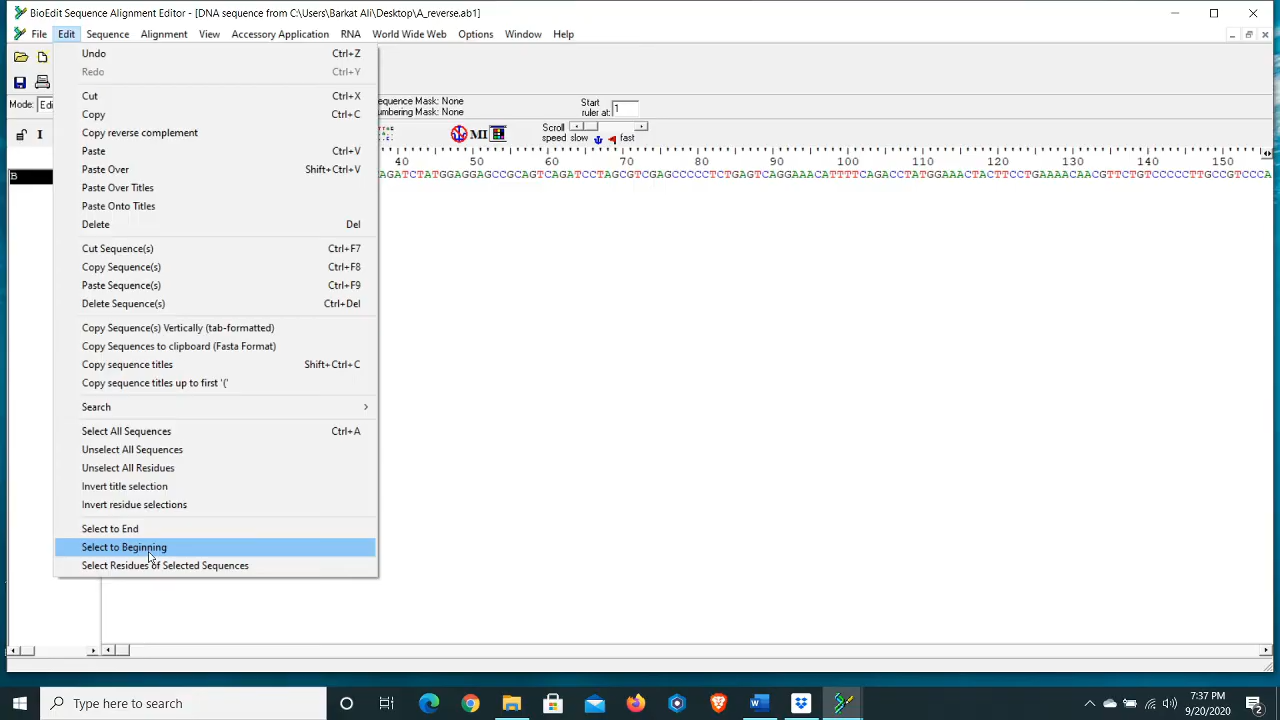 BioEdit Sequence Alignment Editor - [DNA sequence from C:\Users\Barkat Ali\Desktop\A_reverse.ab1]
File Edit Sequence Alignment View Accessory Application RNA World Wide Web Options Window Help
Undo Ctrl+Z
Redo Ctrl+Y
Cut Ctrl+X
Copy Ctrl+C
Copy reverse complement
Paste Ctrl+V
Paste Over Shift+Ctrl+V
Paste Over Titles
Paste Onto Titles
Delete Del
Cut Sequence(s) Ctrl+F7
Copy Sequence(s) Ctrl+F8
Paste Sequence(s) Ctrl+F9
Delete Sequence(s) Ctrl+Del
Copy Sequence(s) Vertically (tab-formatted)
Copy Sequences to clipboard (Fasta Format)
Copy sequence titles Shift+Ctrl+C
Copy sequence titles up to first '('
Search
Select All Sequences Ctrl+A
Unselect All Sequences
Unselect All Residues
Invert title selection
Invert residue selections
Select to End
Select to Beginning
Select Residues of Selected Sequences
Mode: Edi
equence Mask: None
umbering Mask: None
Start ruler at: 1
I
MI
Scroll speed slow fast
40 50 60 70 80 90 100 110 120 130 140 150
B
AGATCTATGGAGGAGCCGCAGTCAGATCCTAGCGTCGAGCCCCCTCTGAGTCAGGAAACATTTTCAGACCTATGGAAACTACTTCCTGAAAACAACGTTCTGTCCCCCTTGCCGTCCCA
Type here to search
7:37 PM
9/20/2020
2